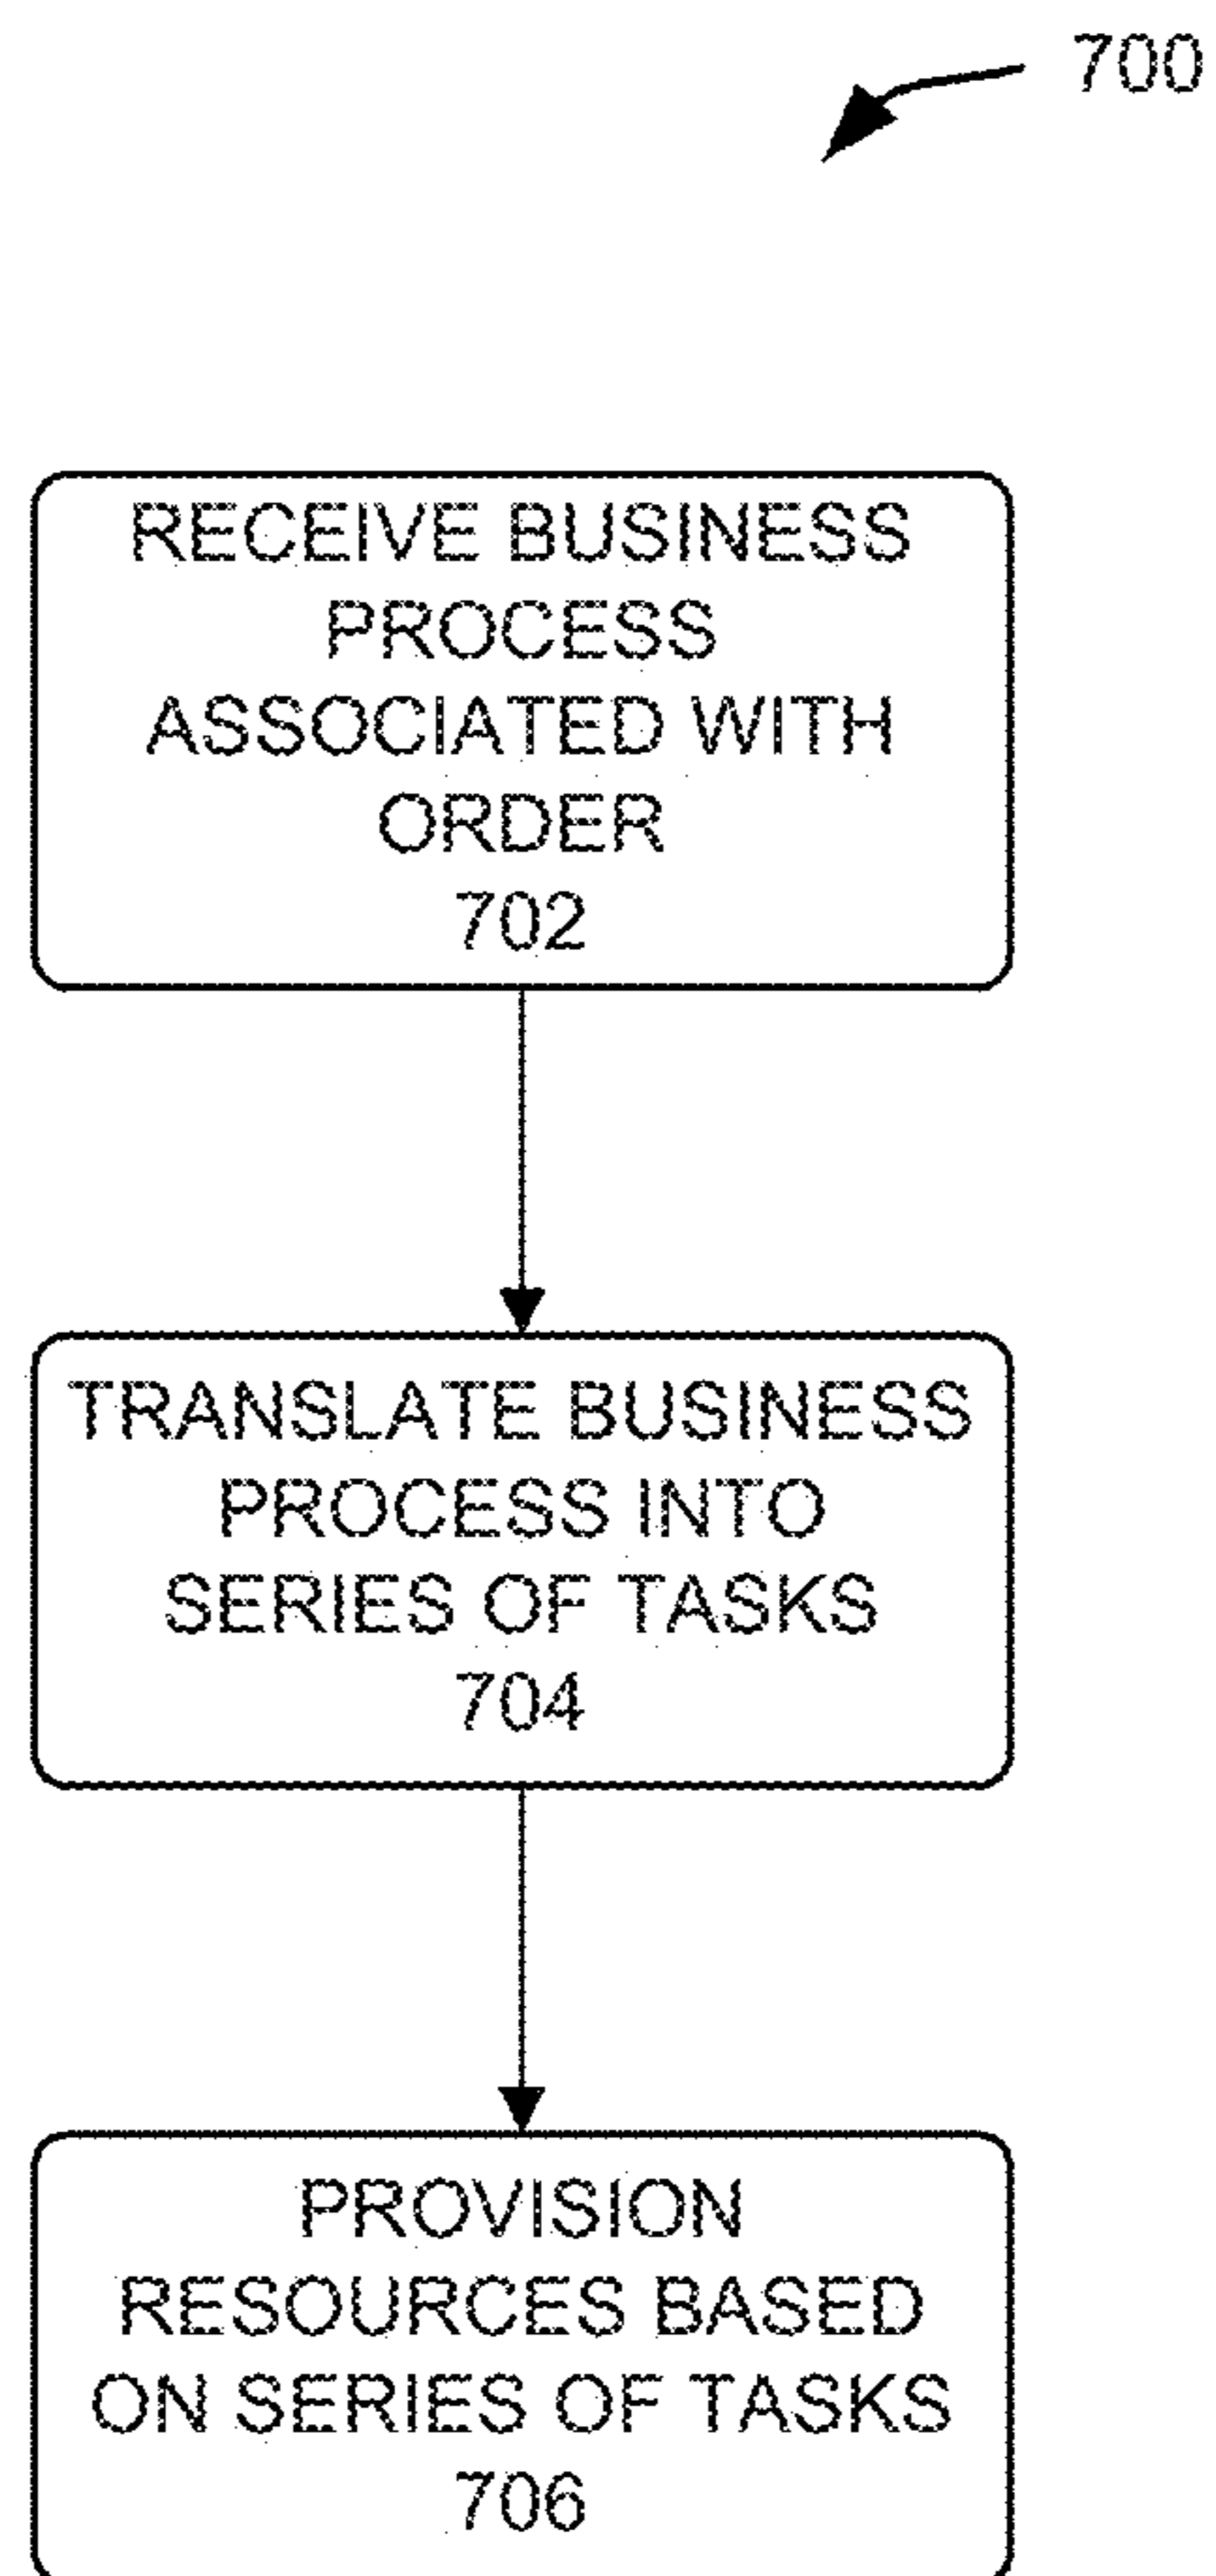 700
RECEIVE BUSINESS
PROCESS
ASSOCIATED WITH
ORDER
702
TRANSLATE BUSINESS
PROCESS INTO
SERIES OF TASKS
704
PROVISION
RESOURCES BASED
ON SERIES OF TASKS
706